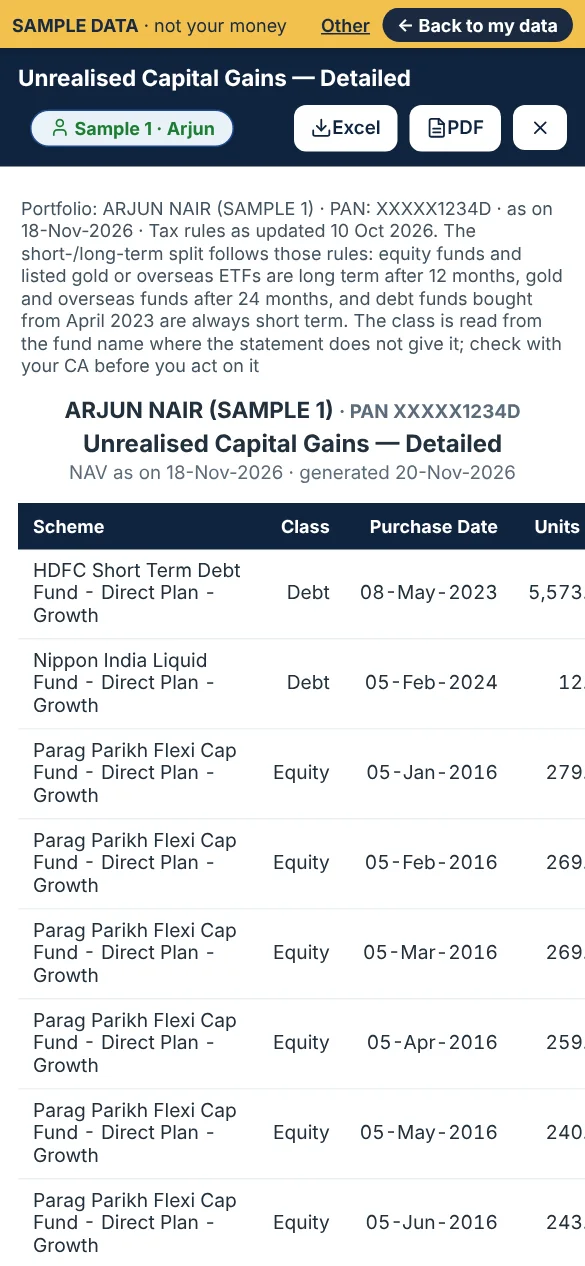 SAMPLE DATA · not your money Other ← Back to my data
Unrealised Capital Gains — Detailed
Sample 1 · Arjun Excel PDF ×
Portfolio: ARJUN NAIR (SAMPLE 1) · PAN: XXXXX1234D · as on
18-Nov-2026 · Tax rules as updated 10 Oct 2026. The
short-/long-term split follows those rules: equity funds and
listed gold or overseas ETFs are long term after 12 months, gold
and overseas funds after 24 months, and debt funds bought
from April 2023 are always short term. The class is read from
the fund name where the statement does not give it; check with
your CA before you act on it
ARJUN NAIR (SAMPLE 1) · PAN XXXXX1234D
Unrealised Capital Gains — Detailed
NAV as on 18-Nov-2026 · generated 20-Nov-2026
Scheme Class Purchase Date Units
HDFC Short Term Debt
Fund - Direct Plan - Debt 08-May-2023 5,573.
Growth
Nippon India Liquid
Fund - Direct Plan - Debt 05-Feb-2024 12.
Growth
Parag Parikh Flexi Cap
Fund - Direct Plan - Equity 05-Jan-2016 279.
Growth
Parag Parikh Flexi Cap
Fund - Direct Plan - Equity 05-Feb-2016 269.
Growth
Parag Parikh Flexi Cap
Fund - Direct Plan - Equity 05-Mar-2016 269.
Growth
Parag Parikh Flexi Cap
Fund - Direct Plan - Equity 05-Apr-2016 259.
Growth
Parag Parikh Flexi Cap
Fund - Direct Plan - Equity 05-May-2016 240.
Growth
Parag Parikh Flexi Cap
Fund - Direct Plan - Equity 05-Jun-2016 243.
Growth